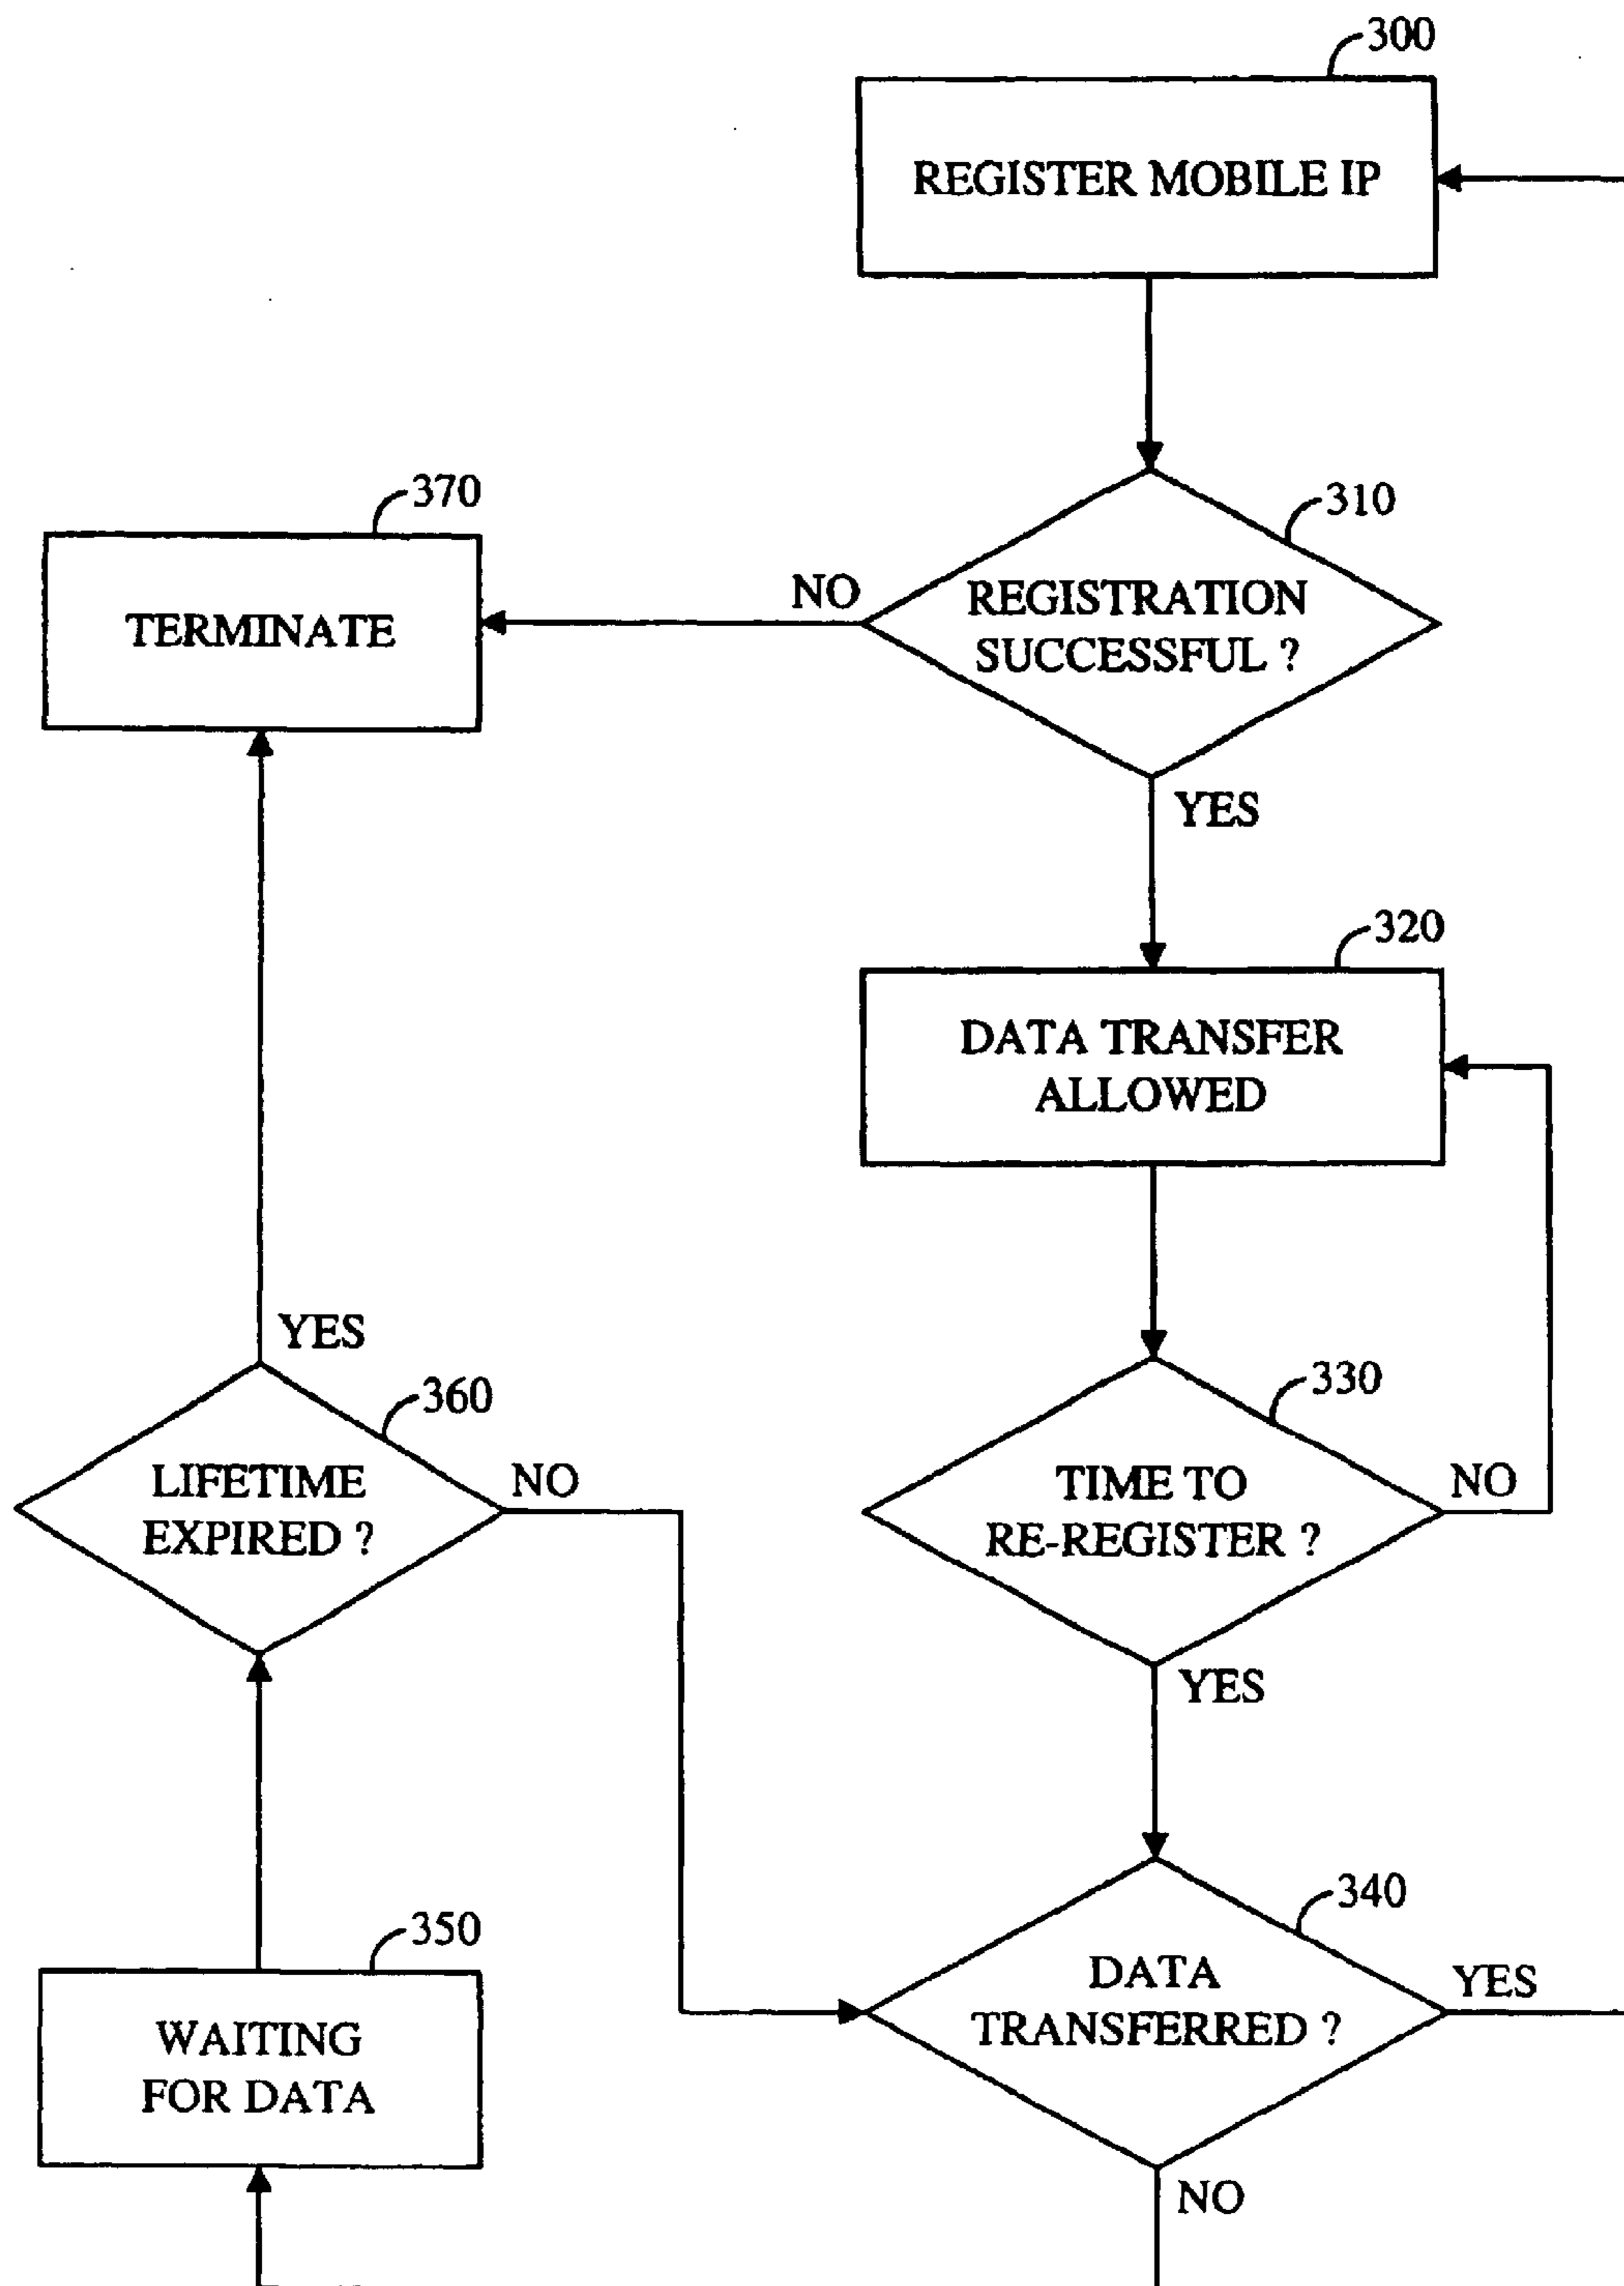 300
REGISTER MOBILE IP
370
TERMINATE
310
NO
REGISTRATION
SUCCESSFUL ?
YES
320
DATA TRANSFER
ALLOWED
YES
360
LIFETIME
EXPIRED ?
NO
330
TIME TO
RE-REGISTER ?
NO
YES
340
DATA
TRANSFERRED ?
YES
350
WAITING
FOR DATA
NO